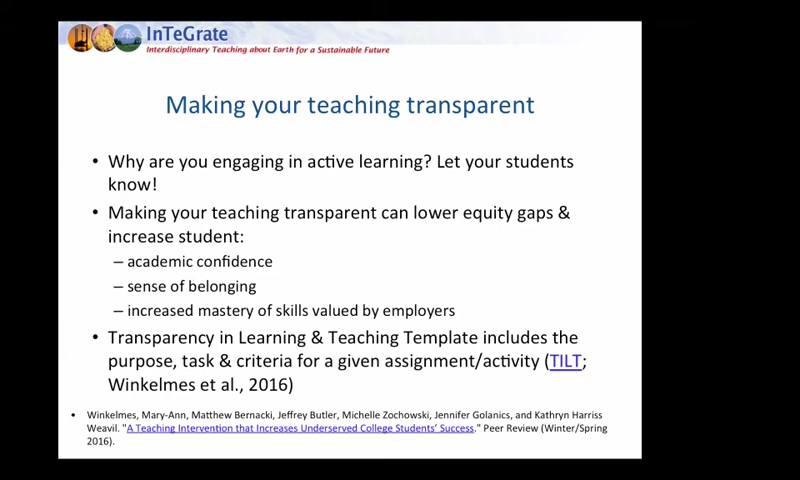 InTeGrate
Interdisciplinary Teaching about Earth for a Sustainable Future
Making your teaching transparent
• Why are you engaging in active learning? Let your students
know!
• Making your teaching transparent can lower equity gaps &
increase student:
– academic confidence
– sense of belonging
– increased mastery of skills valued by employers
• Transparency in Learning & Teaching Template includes the
purpose, task & criteria for a given assignment/activity (TILT;
Winkelmes et al., 2016)
• Winkelmes, Mary-Ann, Matthew Bernacki, Jeffrey Butler, Michelle Zochowski, Jennifer Golanics, and Kathryn Harriss
Weavil. "A Teaching Intervention that Increases Underserved College Students' Success." Peer Review (Winter/Spring
2016).